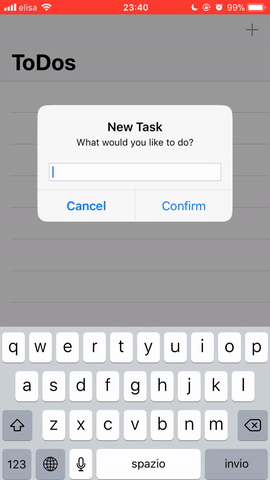 elisa 23:40 99%
ToDos
New Task
What would you like to do?
Cancel Confirm
q w e r t y u i o p
a s d f g h j k l
z x c v b n m
123 spazio invio